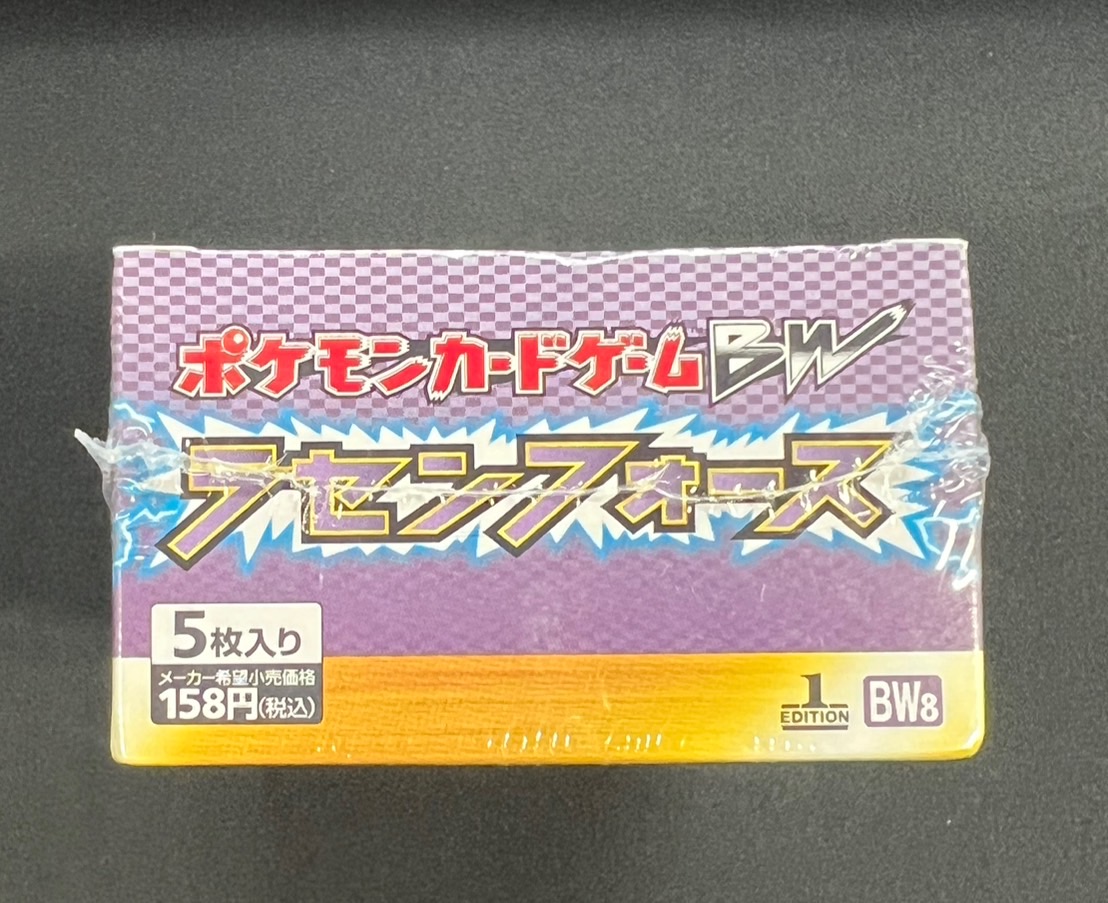 ポケモンカードゲームBW
ラセンフォース
5枚入り
メーカー希望小売価格
158円(税込)
1
EDITION
BW8